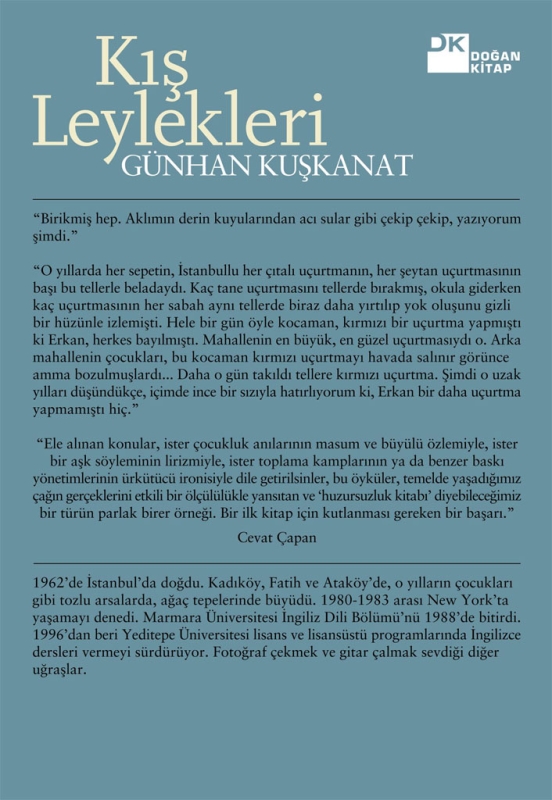 DK DOĞAN
KİTAP
Kış
Leylekleri
GÜNHAN KUŞKANAT
“Birikmiş hep. Aklımın derin kuyularından acı sular gibi çekip çekip, yazıyorum
şimdi.”
“O yıllarda her sepetin, İstanbullu her çıtalı uçurtmanın, her şeytan uçurtmasının
başı bu tellerle beladaydı. Kaç tane uçurtmasını tellerde bırakmış, okula giderken
kaç uçurtmasının her sabah aynı tellerde biraz daha yırtılıp yok oluşunu gizli
bir hüzünle izlemişti. Hele bir gün öyle kocaman, kırmızı bir uçurtma yapmıştı
ki Erkan, herkes bayılmıştı. Mahallenin en büyük, en güzel uçurtmasıydı o. Arka
mahallenin çocukları, bu kocaman kırmızı uçurtmayı havada salınır görünce
amma bozulmuşlardı... Daha o gün takıldı tellere kırmızı uçurtma. Şimdi o uzak
yılları düşündükçe, içimde ince bir sızıyla hatırlıyorum ki, Erkan bir daha uçurtma
yapmamıştı hiç.”
“Ele alınan konular, ister çocukluk anılarının masum ve büyülü özlemiyle, ister
bir aşk söyleminin lirizmiyle, ister toplama kamplarının ya da benzer baskı
yönetimlerinin ürkütücü ironisiyle dile getirilsinler, bu öyküler, temelde yaşadığımız
çağın gerçeklerini etkili bir ölçülülükle yansıtan ve ‘huzursuzluk kitabı’ diyebileceğimiz
bir türün parlak birer örneği. Bir ilk kitap için kutlanması gereken bir başarı.”
Cevat Çapan
1962’de İstanbul’da doğdu. Kadıköy, Fatih ve Ataköy’de, o yılların çocukları
gibi tozlu arsalarda, ağaç tepelerinde büyüdü. 1980-1983 arası New York’ta
yaşamayı denedi. Marmara Üniversitesi İngiliz Dili Bölümü’nü 1988’de bitirdi.
1996’dan beri Yeditepe Üniversitesi lisans ve lisansüstü programlarında İngilizce
dersleri vermeyi sürdürüyor. Fotoğraf çekmek ve gitar çalmak sevdiği diğer
uğraşlar.